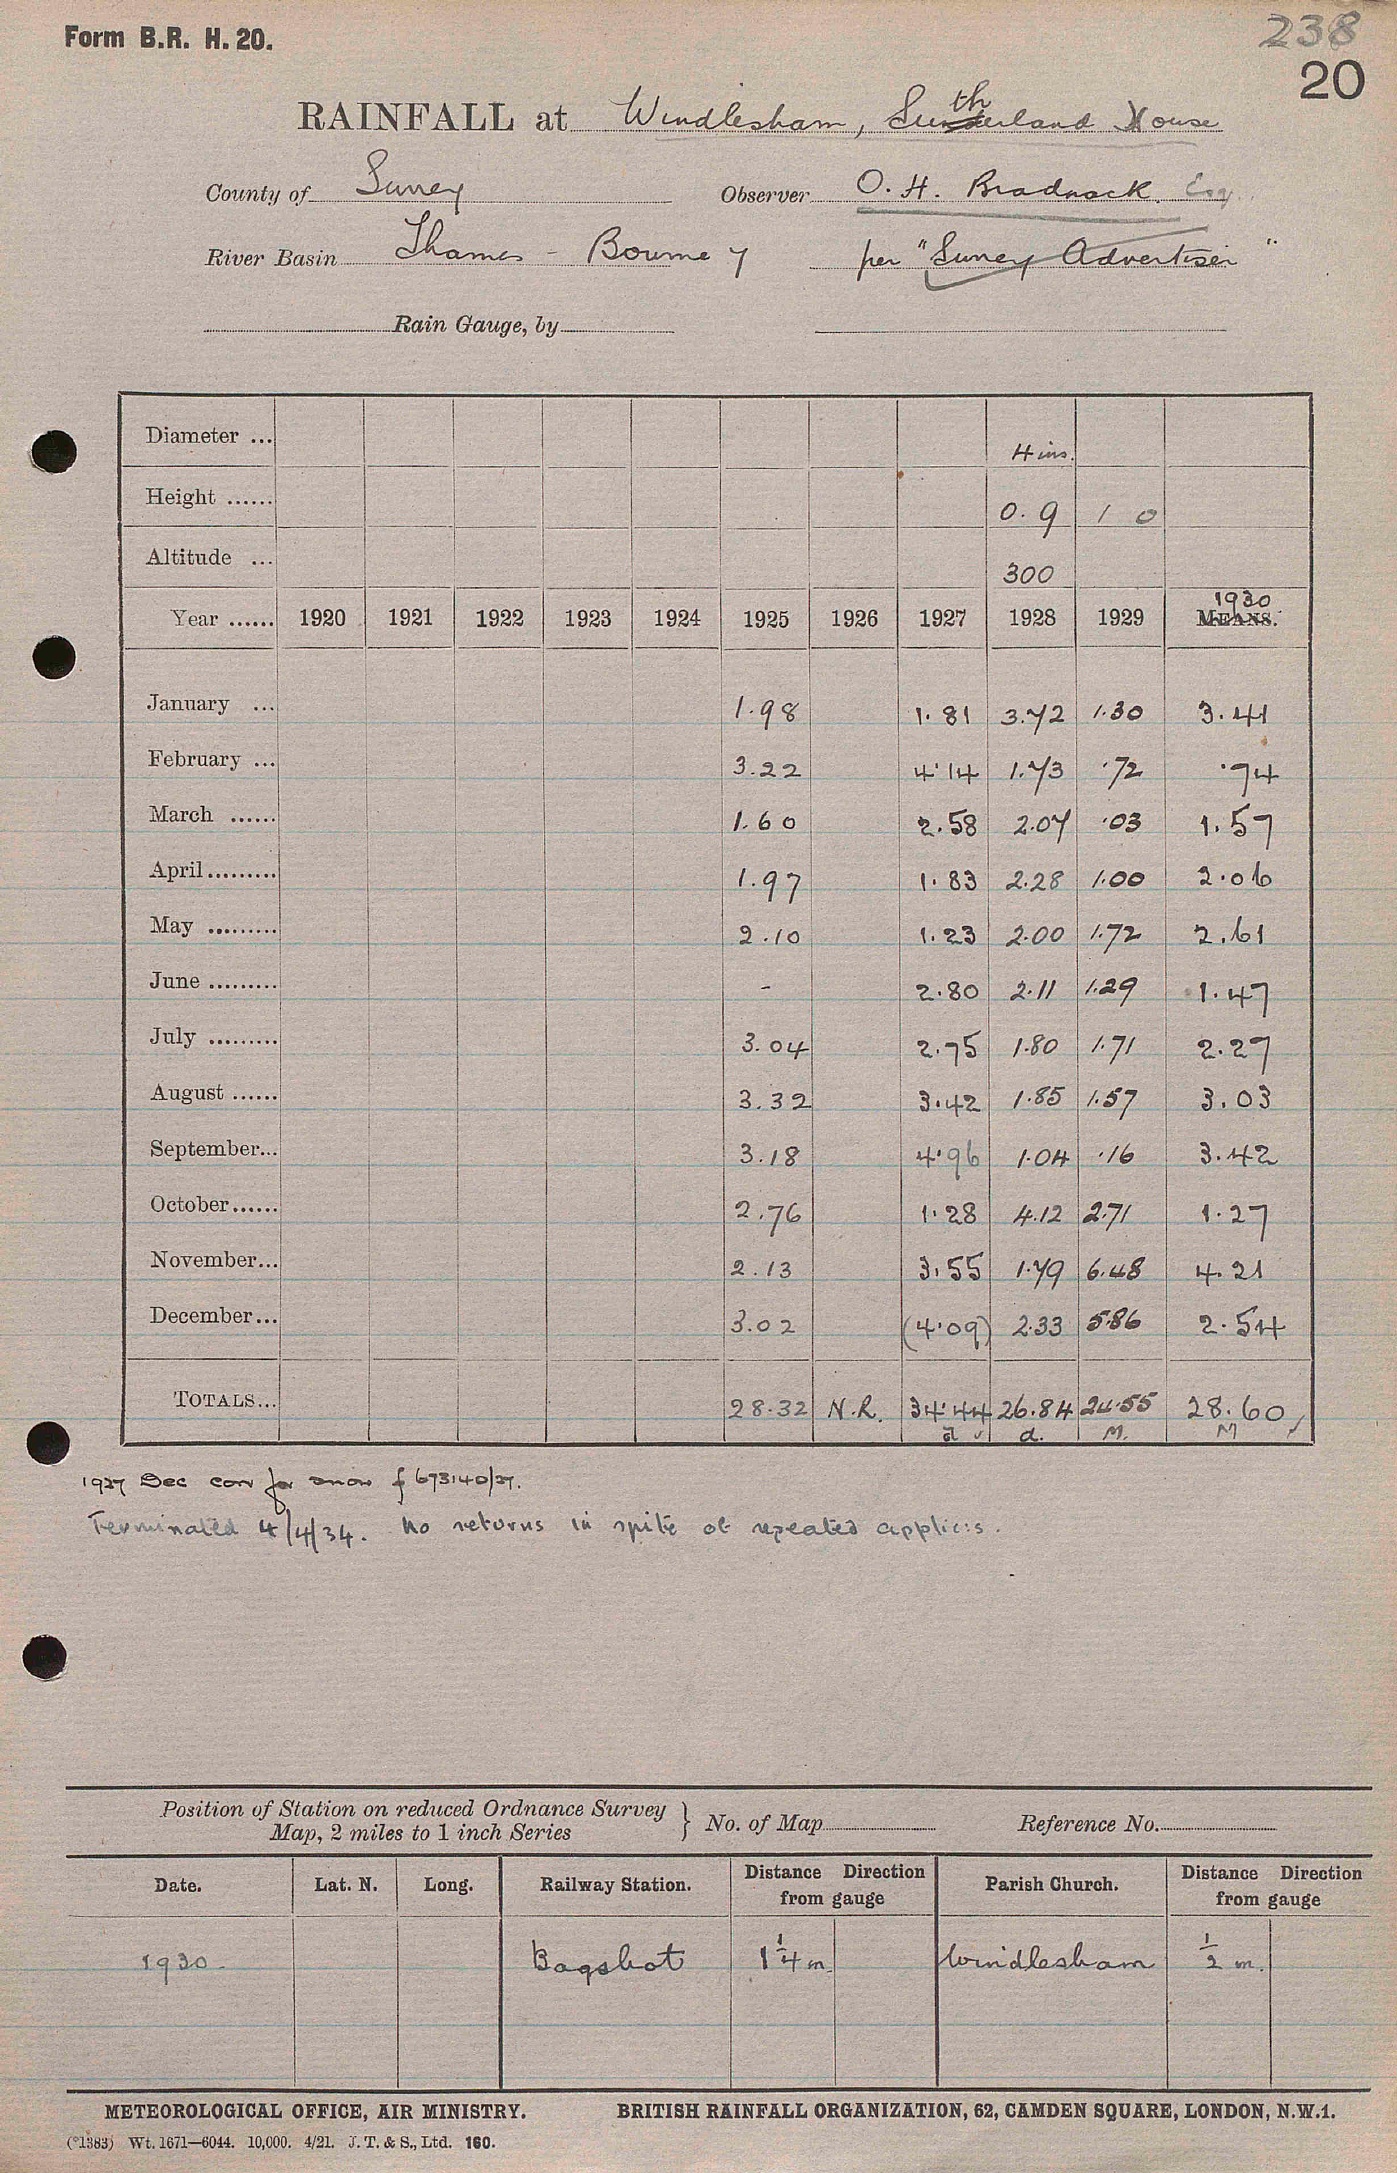 Form B.R. H. 20.
238
20
RAINFALL at Windlesham, Sutherland House
County of Surrey Observer O. H. Bradnock. Esq.
River Basin Thames - Bourne per "Surrey Advertiser"
Rain Gauge, by
Diameter ... 4 ins.
Height ...... 0. 9 1 0
Altitude ... 300
1930
Year ...... 1920 1921 1922 1923 1924 1925 1926 1927 1928 1929 MEANS.
January ... 1.98 1.81 3.72 1.30 3.41
February ... 3.22 4.14 1.73 .72 .74
March ...... 1.60 2.58 2.07 .03 1.57
April ......... 1.97 1.83 2.28 1.00 2.06
May ......... 2.10 1.23 2.00 1.72 2.61
June ......... - 2.80 2.11 1.29 1.47
July ......... 3.04 2.75 1.80 1.71 2.27
August ...... 3.32 3.42 1.85 1.57 3.03
September... 3.18 4.96 1.04 .16 3.42
October ...... 2.76 1.28 4.12 2.71 1.27
November... 2.13 3.55 1.79 6.48 4.21
December... 3.02 (4.09) 2.33 5.86 2.54
TOTALS... 28.32 N.R. 34.44 26.84 24.55 28.60
d. M. M
1927 Dec corr for snow f 673140/27.
Terminated 4/4/34. No returns in spite of repeated applic:s.
Position of Station on reduced Ordnance Survey
Map, 2 miles to 1 inch Series } No. of Map Reference No.
Date. Lat. N. Long. Railway Station. Distance Direction from gauge Parish Church. Distance Direction from gauge
1930. Bagshot 1 1/4 m. Windlesham 1/2 m.
METEOROLOGICAL OFFICE, AIR MINISTRY. BRITISH RAINFALL ORGANIZATION, 62, CAMDEN SQUARE, LONDON, N.W.1.
(*1383) Wt. 1671—6044. 10,000. 4/21. J. T. & S., Ltd. 160.